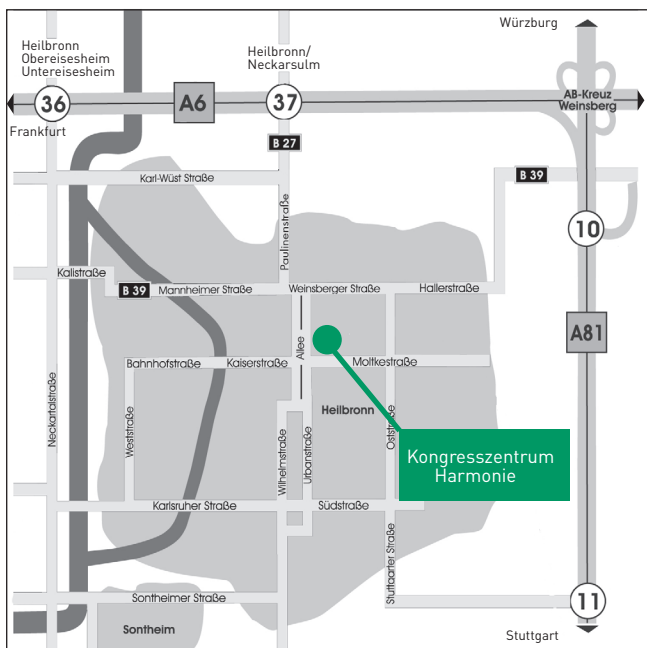 Würzburg
Heilbronn
Obereisesheim
Untereisesheim
Heilbronn/
Neckarsulm
36
A6
37
AB-Kreuz
Weinsberg
Frankfurt
B 27
Karl-Wüst Straße
B 39
Paulinenstraße
10
Kalistraße
B 39
Mannheimer Straße
Weinsberger Straße
Hallerstraße
A81
Allee
Bahnhofstraße
Kaiserstraße
Moltkestraße
Neckartalstraße
Weststraße
Heilbronn
Wilhelmstraße
Urbanstraße
Oststraße
Kongresszentrum
Harmonie
Karlsruher Straße
Südstraße
Stuttgarter Straße
Sontheimer Straße
11
Sontheim
Stuttgart